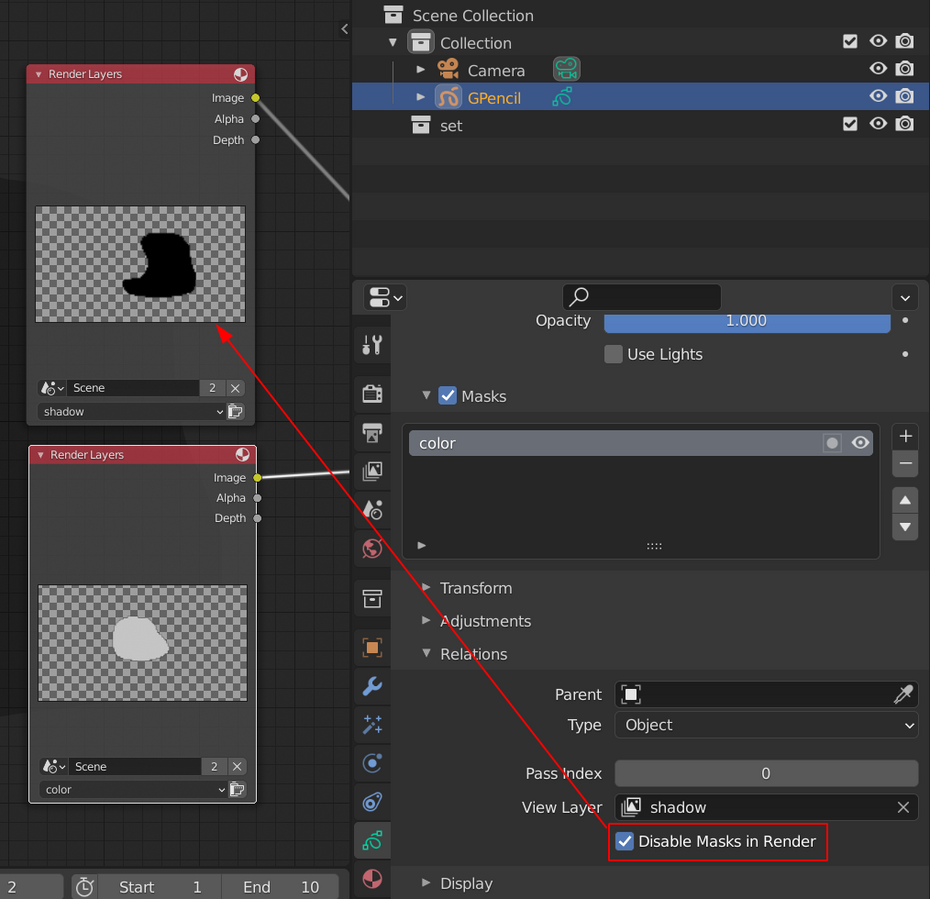 Render Layers
Image
Alpha
Depth
Scene
2
shadow
Render Layers
Image
Alpha
Depth
Scene
2
color
2
Start 1
End 10
Scene Collection
Collection
Camera
GPencil
set
Opacity 1.000
Use Lights
Masks
color
Transform
Adjustments
Relations
Parent
Type Object
Pass Index 0
View Layer shadow
Disable Masks in Render
Display